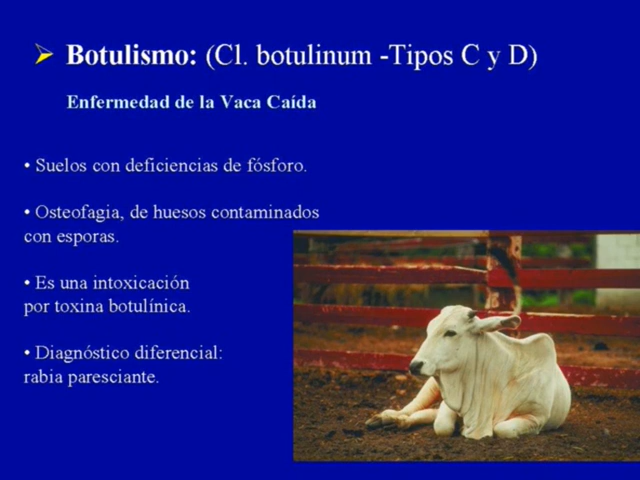 Botulismo: (Cl. botulinum -Tipos C y D)
Enfermedad de la Vaca Caída
• Suelos con deficiencias de fósforo.
• Osteofagia, de huesos contaminados
con esporas.
• Es una intoxicación
por toxina botulínica.
• Diagnóstico diferencial:
rabia paresciante.